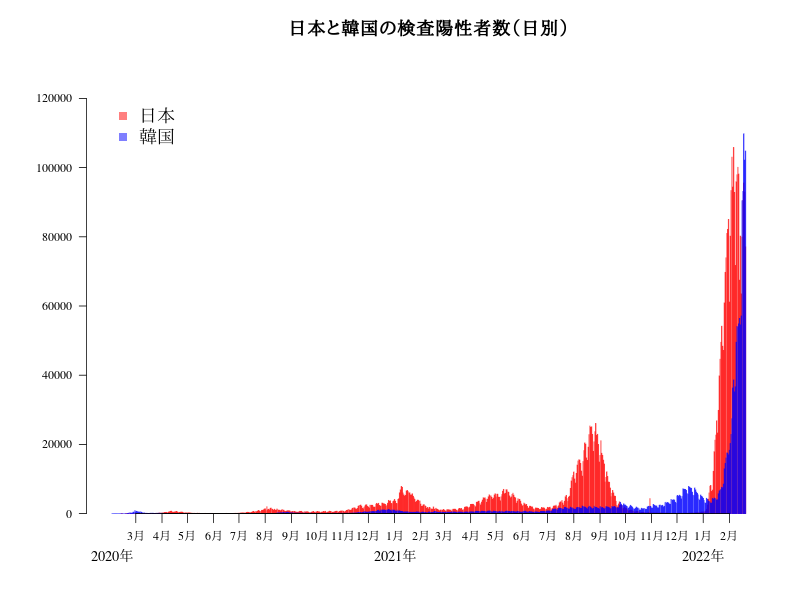 日本と韓国の検査陽性者数（日別）
120000
100000
80000
60000
40000
20000
0
日本
韓国
3月 4月 5月 6月 7月 8月 9月 10月 11月 12月 1月 2月 3月 4月 5月 6月 7月 8月 9月 10月 11月 12月 1月 2月
2020年 2021年 2022年